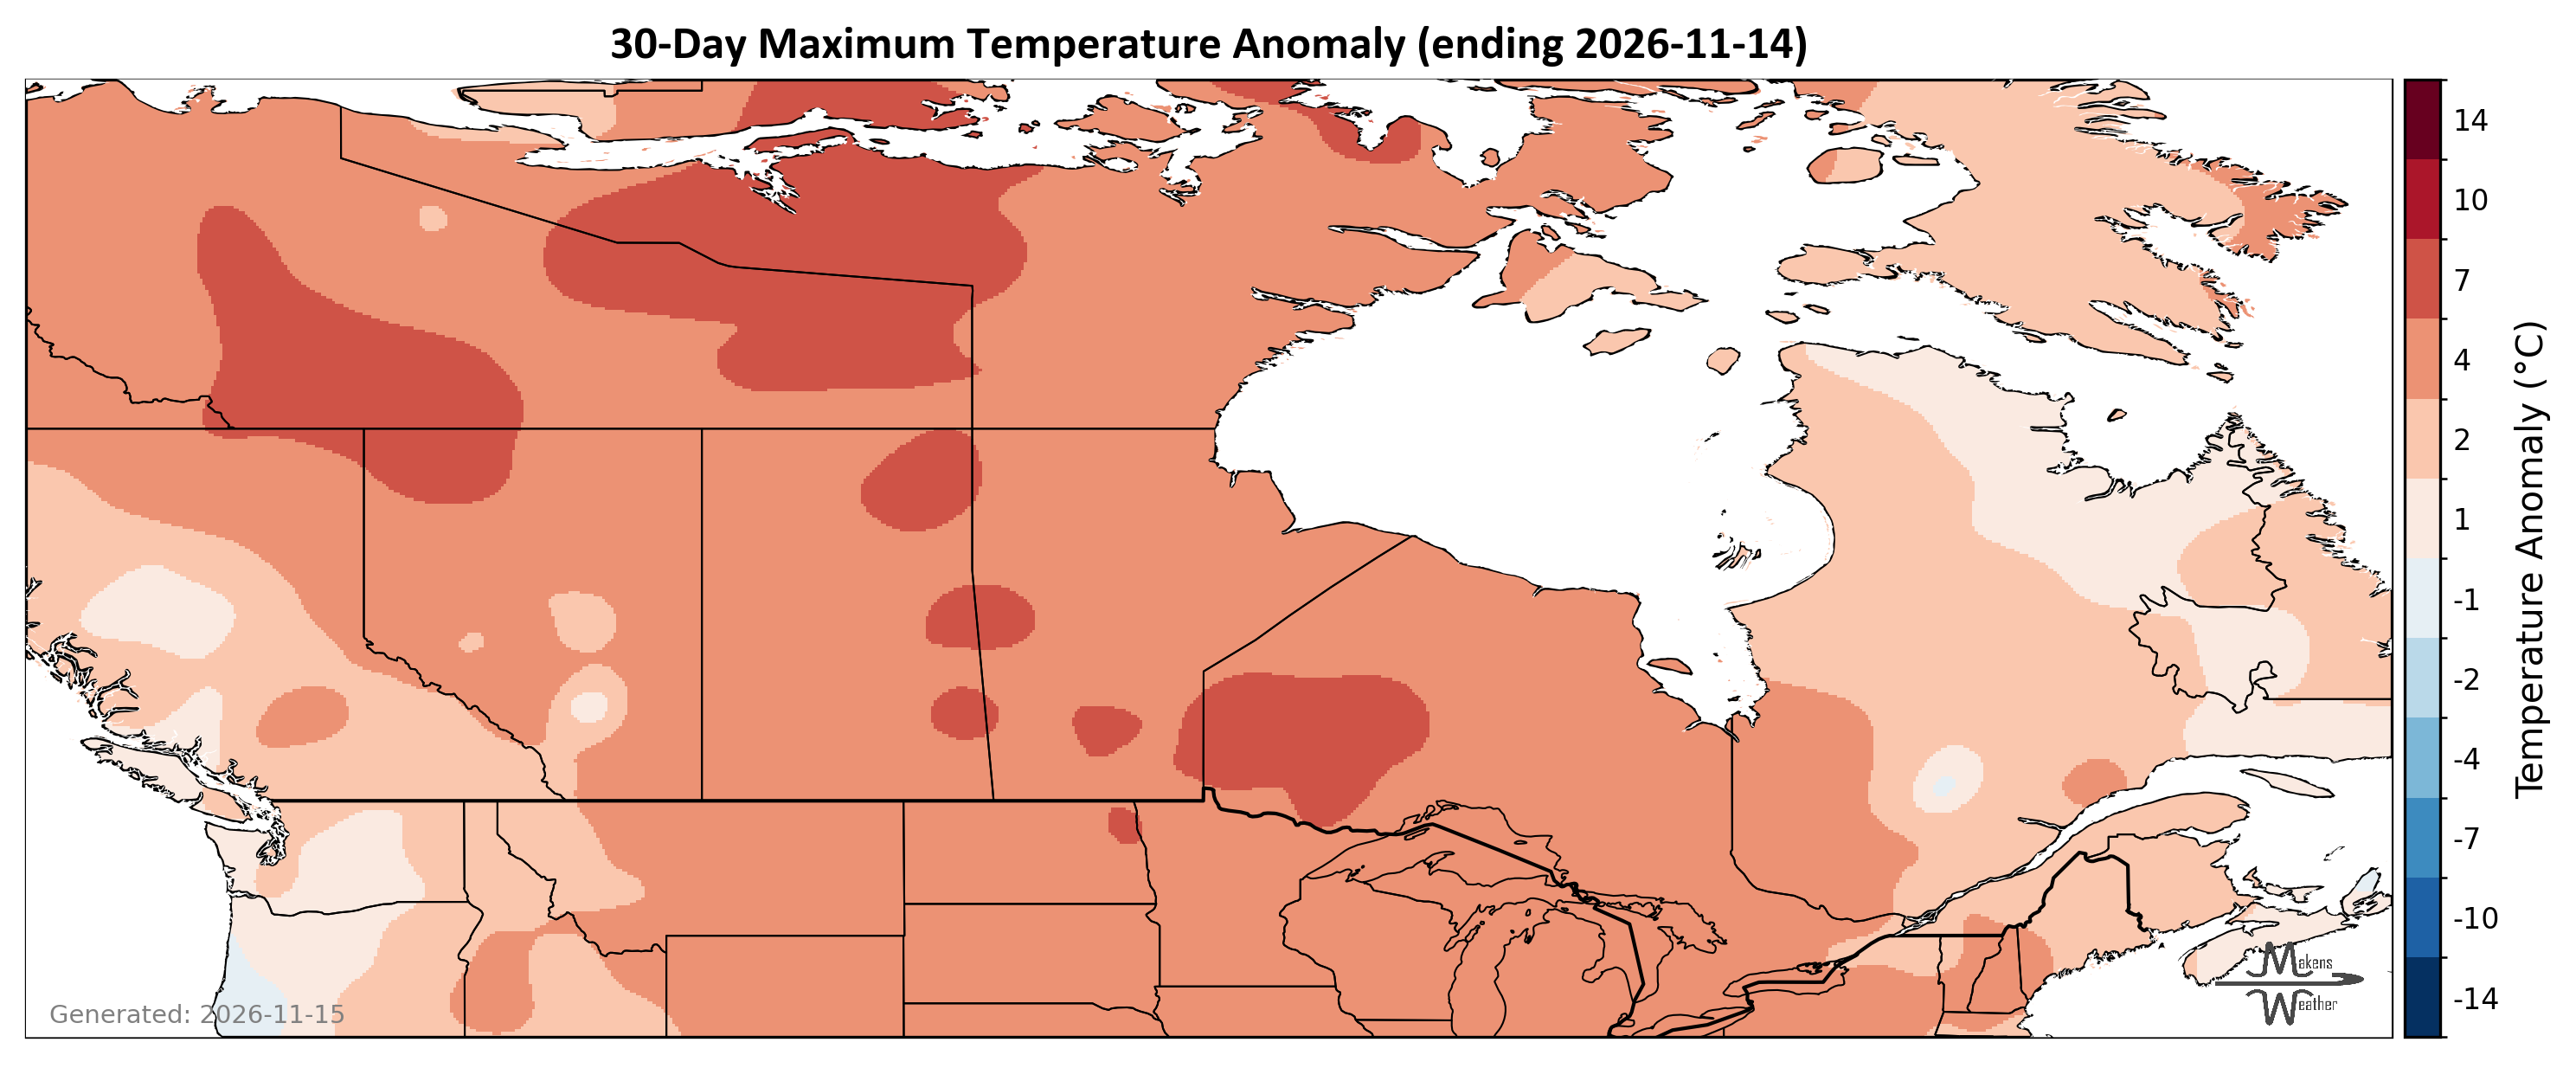 30-Day Maximum Temperature Anomaly (ending 2026-11-14)
14
10
7
4
2
1
-1
-2
-4
-7
-10
-14
Temperature Anomaly (°C)
Makens
Weather
Generated: 2026-11-15